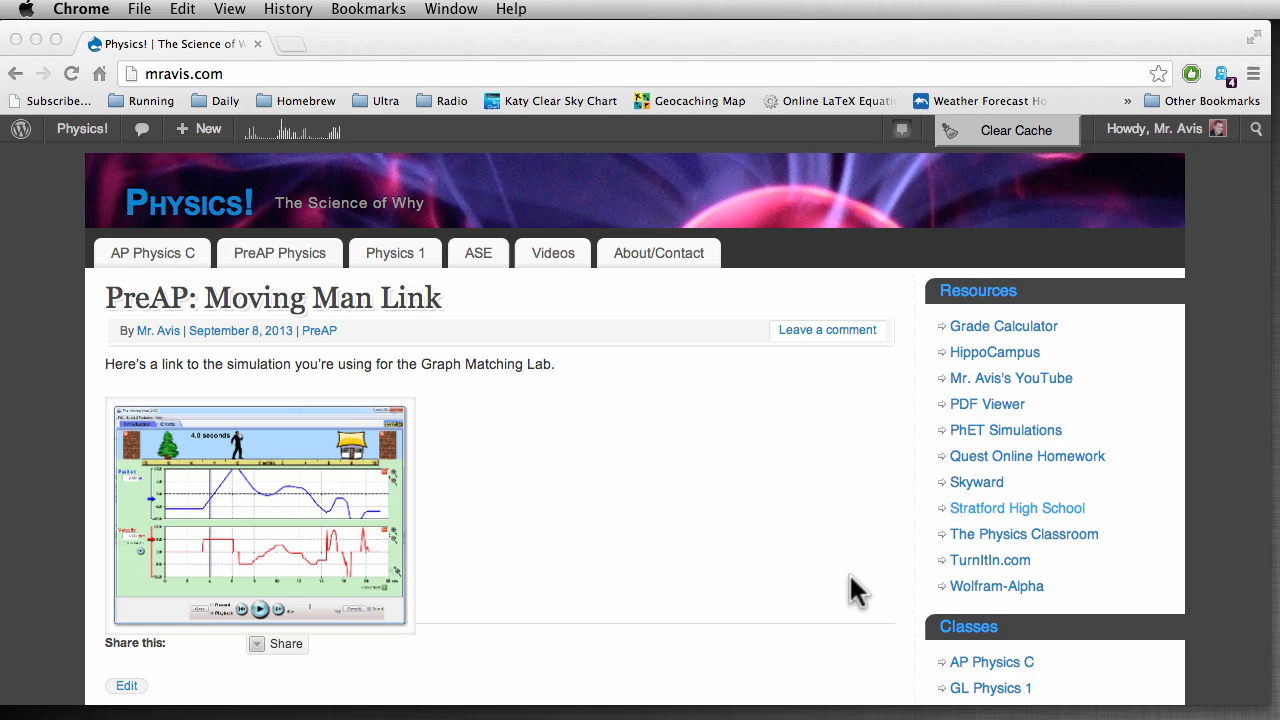 Chrome File Edit View History Bookmarks Window Help
Physics! | The Science of W
mravis.com
Subscribe... Running Daily Homebrew Ultra Radio Katy Clear Sky Chart Geocaching Map Online LaTeX Equati Weather Forecast Ho » Other Bookmarks
Physics! + New Clear Cache Howdy, Mr. Avis
Physics! The Science of Why
AP Physics C PreAP Physics Physics 1 ASE Videos About/Contact
PreAP: Moving Man Link
By Mr. Avis | September 8, 2013 | PreAP Leave a comment
Here's a link to the simulation you're using for the Graph Matching Lab.
Introduction Charts
4.0 seconds
Position
Velocity
Record
Playback
Share this: Share
Edit
Resources
Grade Calculator
HippoCampus
Mr. Avis's YouTube
PDF Viewer
PhET Simulations
Quest Online Homework
Skyward
Stratford High School
The Physics Classroom
TurnItIn.com
Wolfram-Alpha
Classes
AP Physics C
GL Physics 1